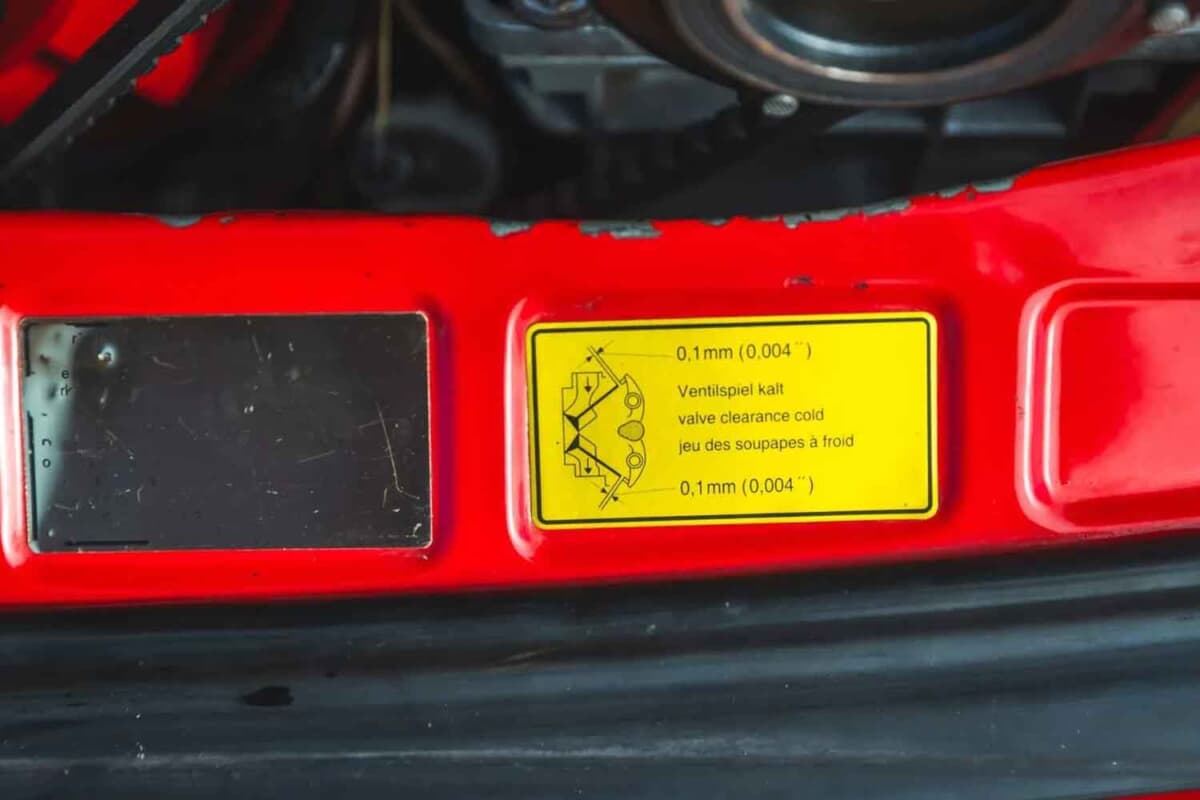 0,1mm (0,004´´)
Ventilspiel kalt
valve clearance cold
jeu des soupapes à froid
0,1mm (0,004´´)